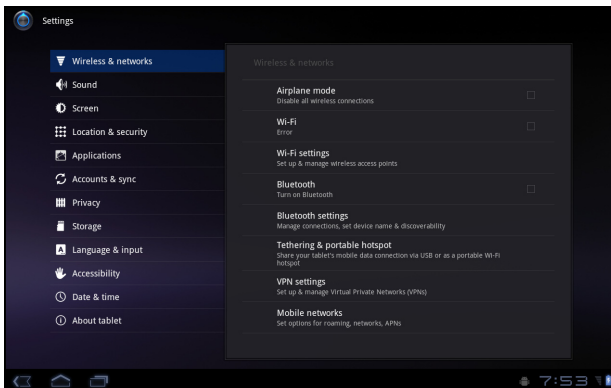 Settings
Wireless & networks
Sound
Screen
Location & security
Applications
Accounts & sync
Privacy
Storage
Language & input
Accessibility
Date & time
About tablet
Wireless & networks
Airplane mode
Disable all wireless connections
Wi-Fi
Error
Wi-Fi settings
Set up & manage wireless access points
Bluetooth
Turn on Bluetooth
Bluetooth settings
Manage connections, set device name & discoverability
Tethering & portable hotspot
Share your tablet's mobile data connection via USB or as a portable Wi-Fi
hotspot
VPN settings
Set up & manage Virtual Private Networks (VPNs)
Mobile networks
Set options for roaming, networks, APNs
7:53